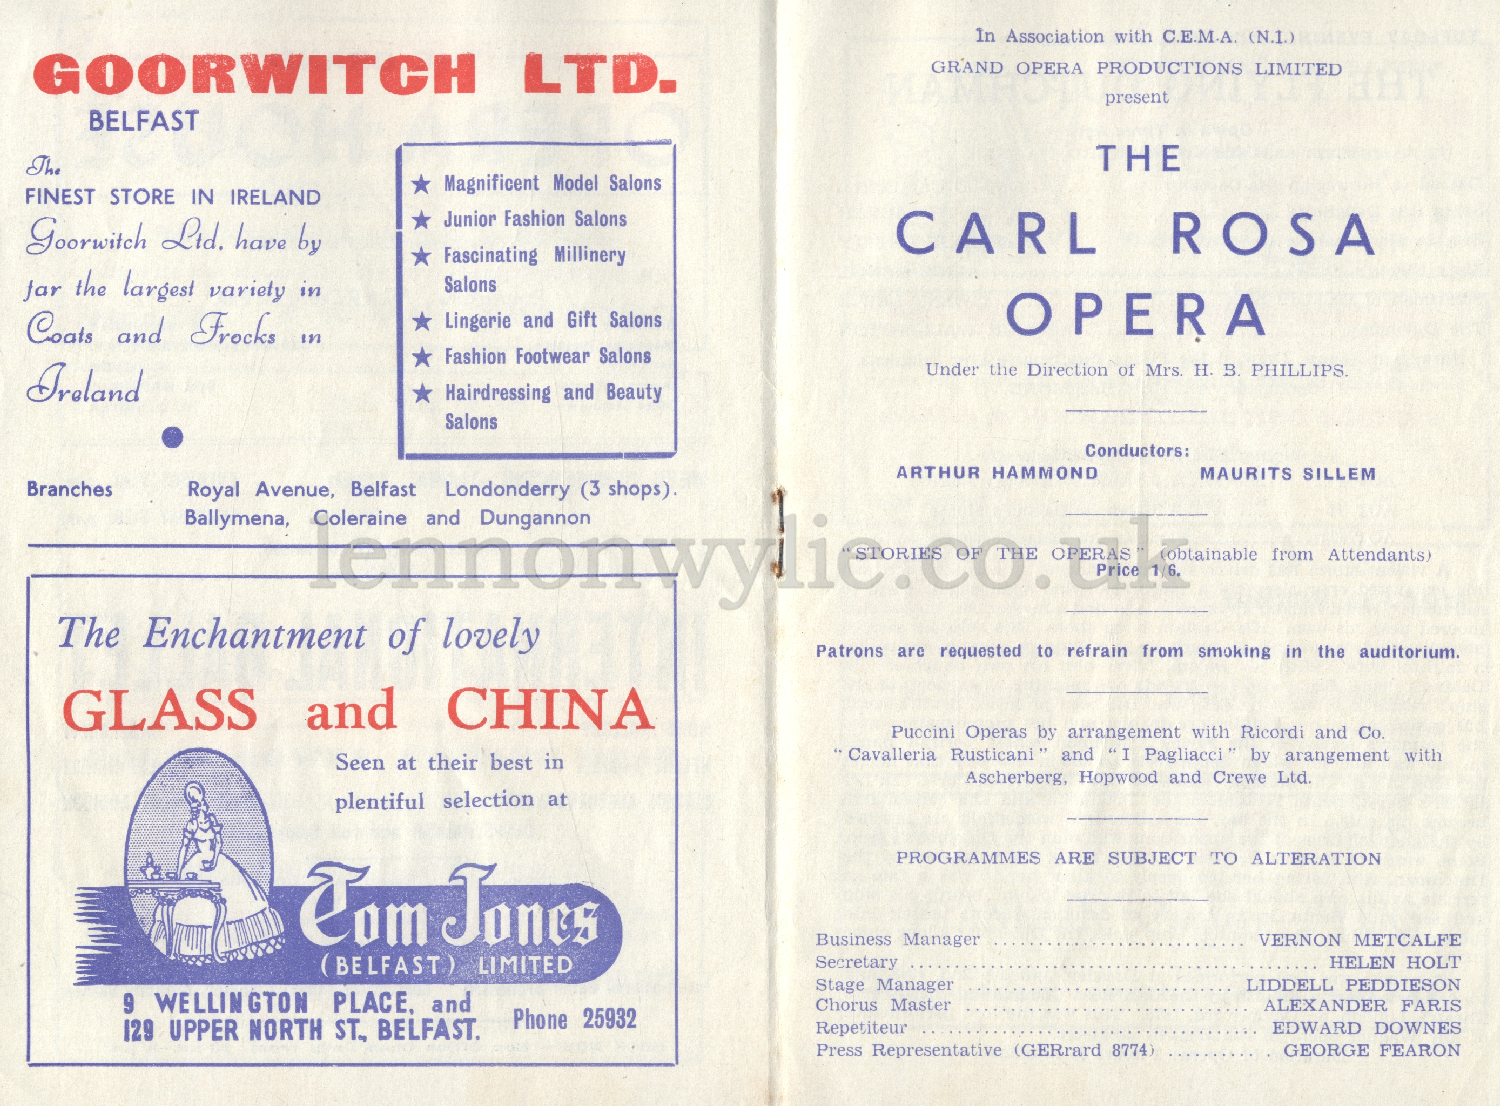 GOORWITCH LTD.
BELFAST
The
FINEST STORE IN IRELAND
Goorwitch Ltd. have by
far the largest variety in
Coats and Frocks in
Ireland
★ Magnificent Model Salons
★ Junior Fashion Salons
★ Fascinating Millinery
Salons
★ Lingerie and Gift Salons
★ Fashion Footwear Salons
★ Hairdressing and Beauty
Salons
Branches Royal Avenue, Belfast Londonderry (3 shops).
Ballymena, Coleraine and Dungannon
The Enchantment of lovely
GLASS and CHINA
Seen at their best in
plentiful selection at
Tom Jones
(BELFAST) LIMITED
9 WELLINGTON PLACE, and
129 UPPER NORTH ST., BELFAST.
Phone 25932
In Association with C.E.M.A. (N.I.)
GRAND OPERA PRODUCTIONS LIMITED
present
THE
CARL ROSA
OPERA
Under the Direction of Mrs. H. B. PHILLIPS.
Conductors:
ARTHUR HAMMOND MAURITS SILLEM
"STORIES OF THE OPERAS" (obtainable from Attendants)
Price 1/6.
lennonwylie.co.uk
Patrons are requested to refrain from smoking in the auditorium.
Puccini Operas by arrangement with Ricordi and Co.
"Cavalleria Rusticani" and "I Pagliacci" by arangement with
Ascherberg, Hopwood and Crewe Ltd.
PROGRAMMES ARE SUBJECT TO ALTERATION
Business Manager ............................ VERNON METCALFE
Secretary ............................................. HELEN HOLT
Stage Manager ............................. LIDDELL PEDDIESON
Chorus Master ............................... ALEXANDER FARIS
Repetiteur ..................................... EDWARD DOWNES
Press Representative (GERrard 8774) ........... GEORGE FEARON